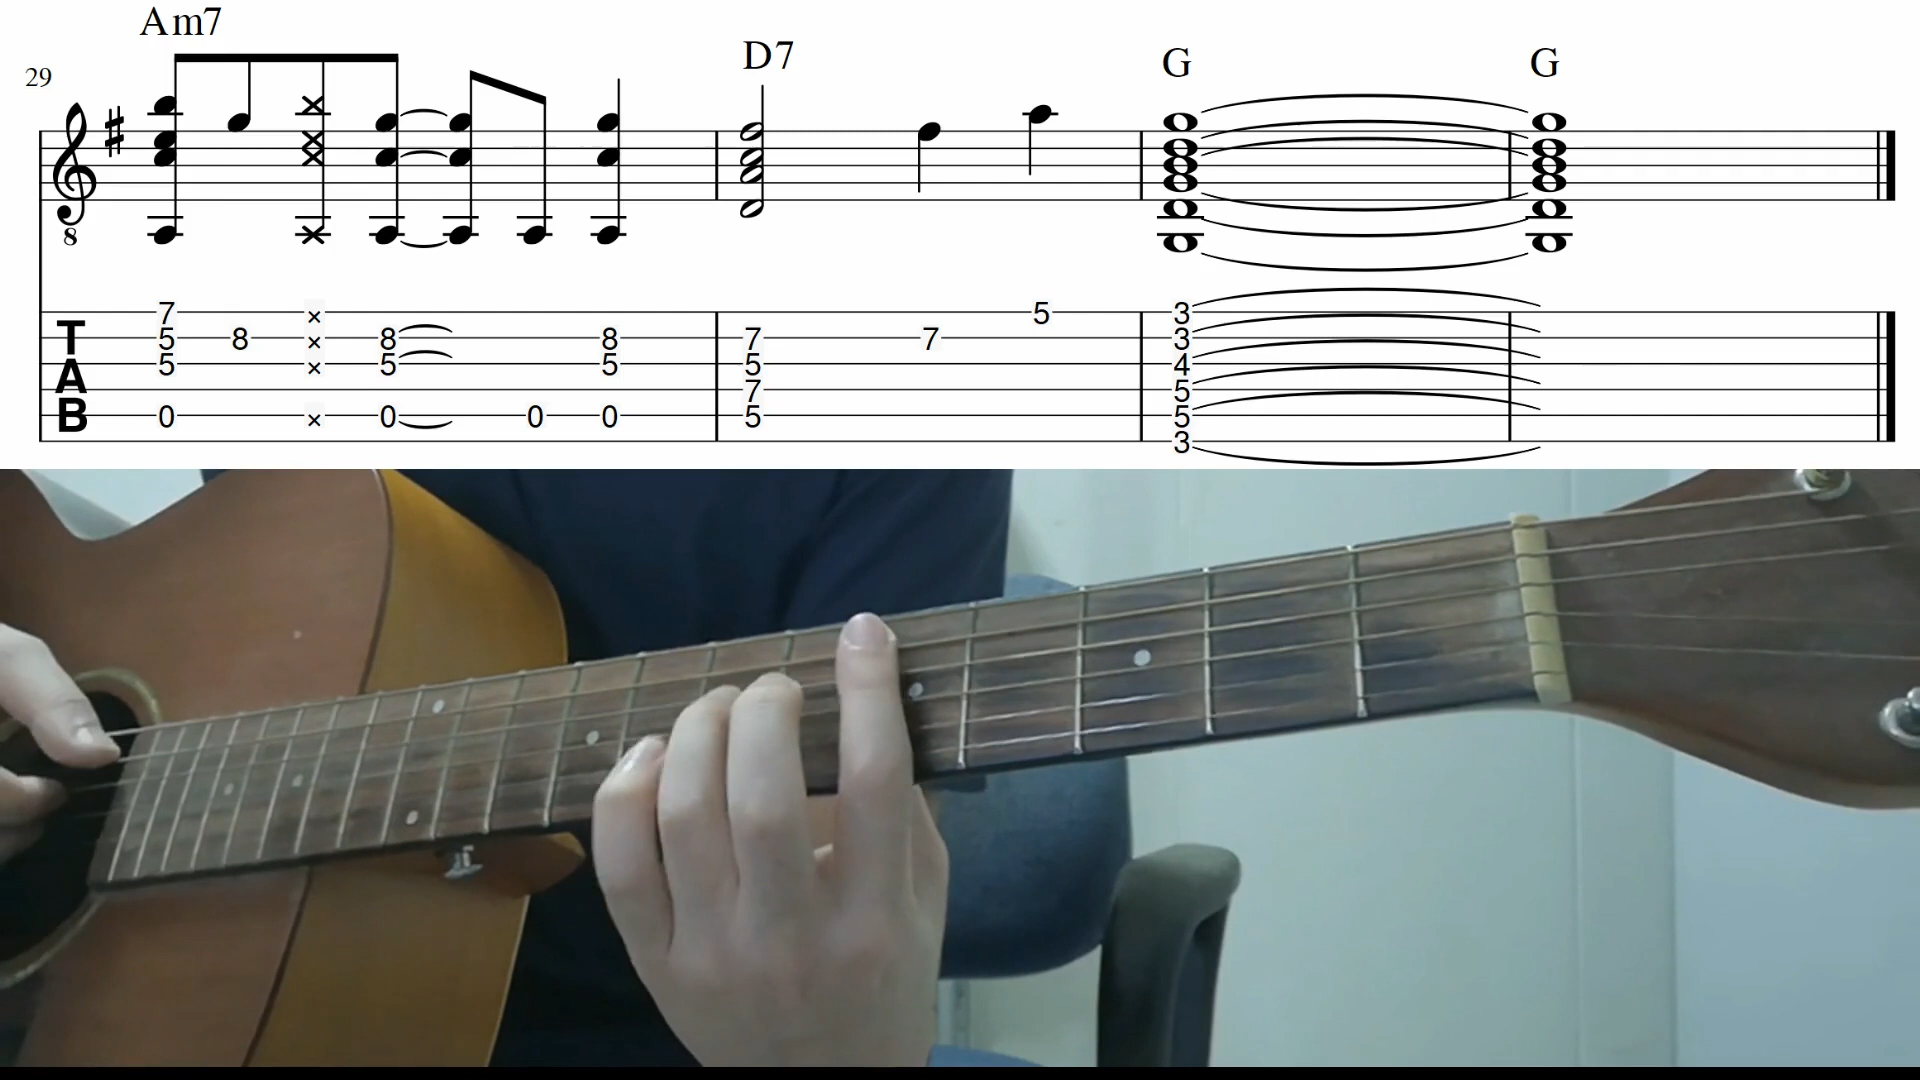 Am7 D7 G G
29
8
7 × 5 3
T 5 8 × 8 8 7 7 3
A 5 × 5 5 5 4
7 5
B 0 × 0 0 0 5 5
3